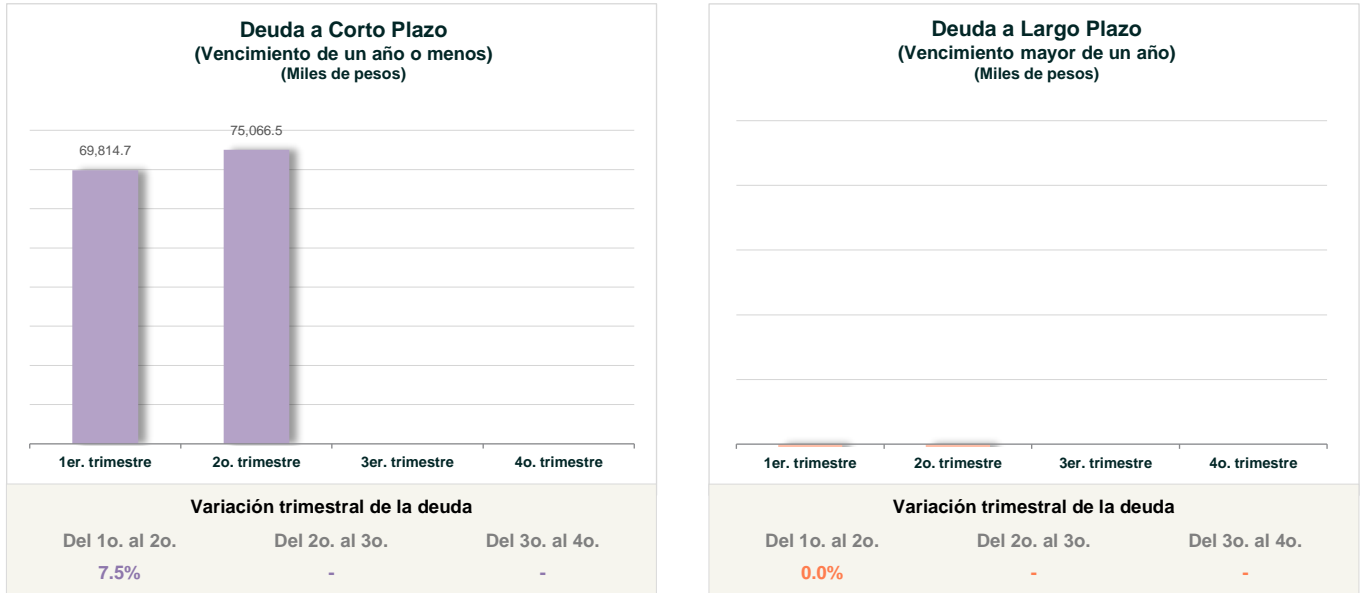 Deuda a Corto Plazo
(Vencimiento de un año o menos)
(Miles de pesos)
75,066.5
69,814.7
1er. trimestre 2o. trimestre 3er. trimestre 4o. trimestre
Variación trimestral de la deuda
Del 1o. al 2o. Del 2o. al 3o. Del 3o. al 4o.
7.5% - -
Deuda a Largo Plazo
(Vencimiento mayor de un año)
(Miles de pesos)
1er. trimestre 2o. trimestre 3er. trimestre 4o. trimestre
Variación trimestral de la deuda
Del 1o. al 2o. Del 2o. al 3o. Del 3o. al 4o.
0.0% - -